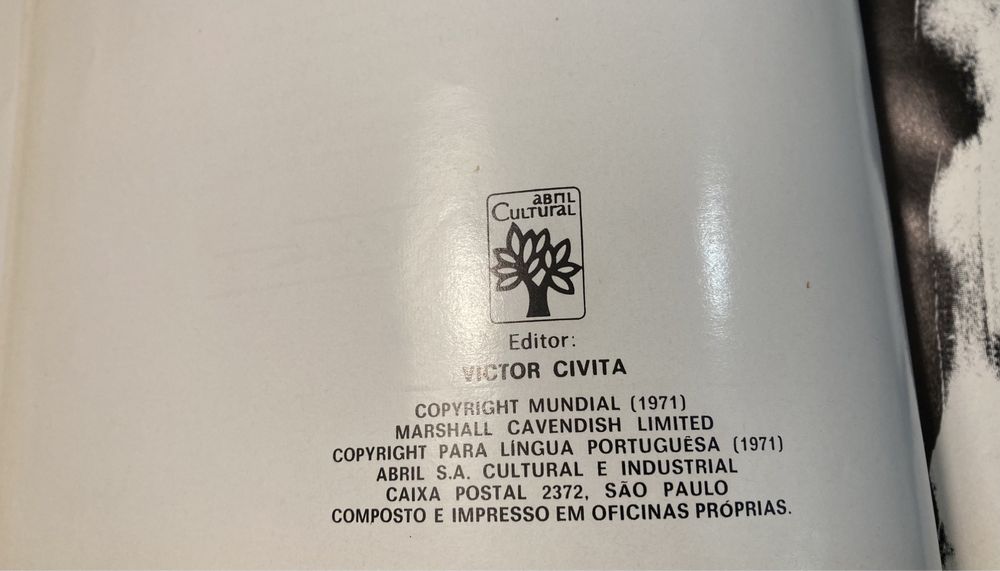 abril
Cultural
Editor:
VICTOR CIVITA
COPYRIGHT MUNDIAL (1971)
MARSHALL CAVENDISH LIMITED
COPYRIGHT PARA LÍNGUA PORTUGUÊSA (1971)
ABRIL S.A. CULTURAL E INDUSTRIAL
CAIXA POSTAL 2372, SÃO PAULO
COMPOSTO E IMPRESSO EM OFICINAS PRÓPRIAS.